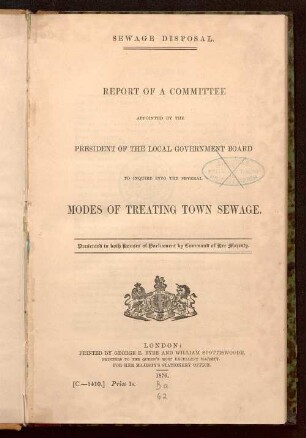 SEWAGE DISPOSAL.
REPORT OF A COMMITTEE
APPOINTED BY THE
PRESIDENT OF THE LOCAL GOVERNMENT BOARD
TO INQUIRE INTO THE SEVERAL
MODES OF TREATING TOWN SEWAGE.
Presented to both Houses of Parliament by Command of Her Majesty.
LONDON:
PRINTED BY GEORGE E. EYRE AND WILLIAM SPOTTISWOODE,
PRINTERS TO THE QUEEN'S MOST EXCELLENT MAJESTY.
FOR HER MAJESTY'S STATIONERY OFFICE.
1876.
[C.—1410.] Price 1s.